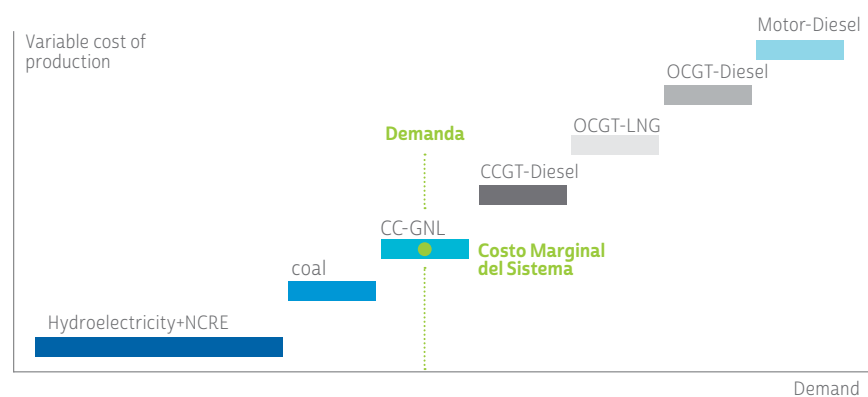 Motor-Diesel
Variable cost of
production
OCGT-Diesel
OCGT-LNG
Demanda
CCGT-Diesel
CC-GNL
Costo Marginal
del Sistema
coal
Hydroelectricity+NCRE
Demand